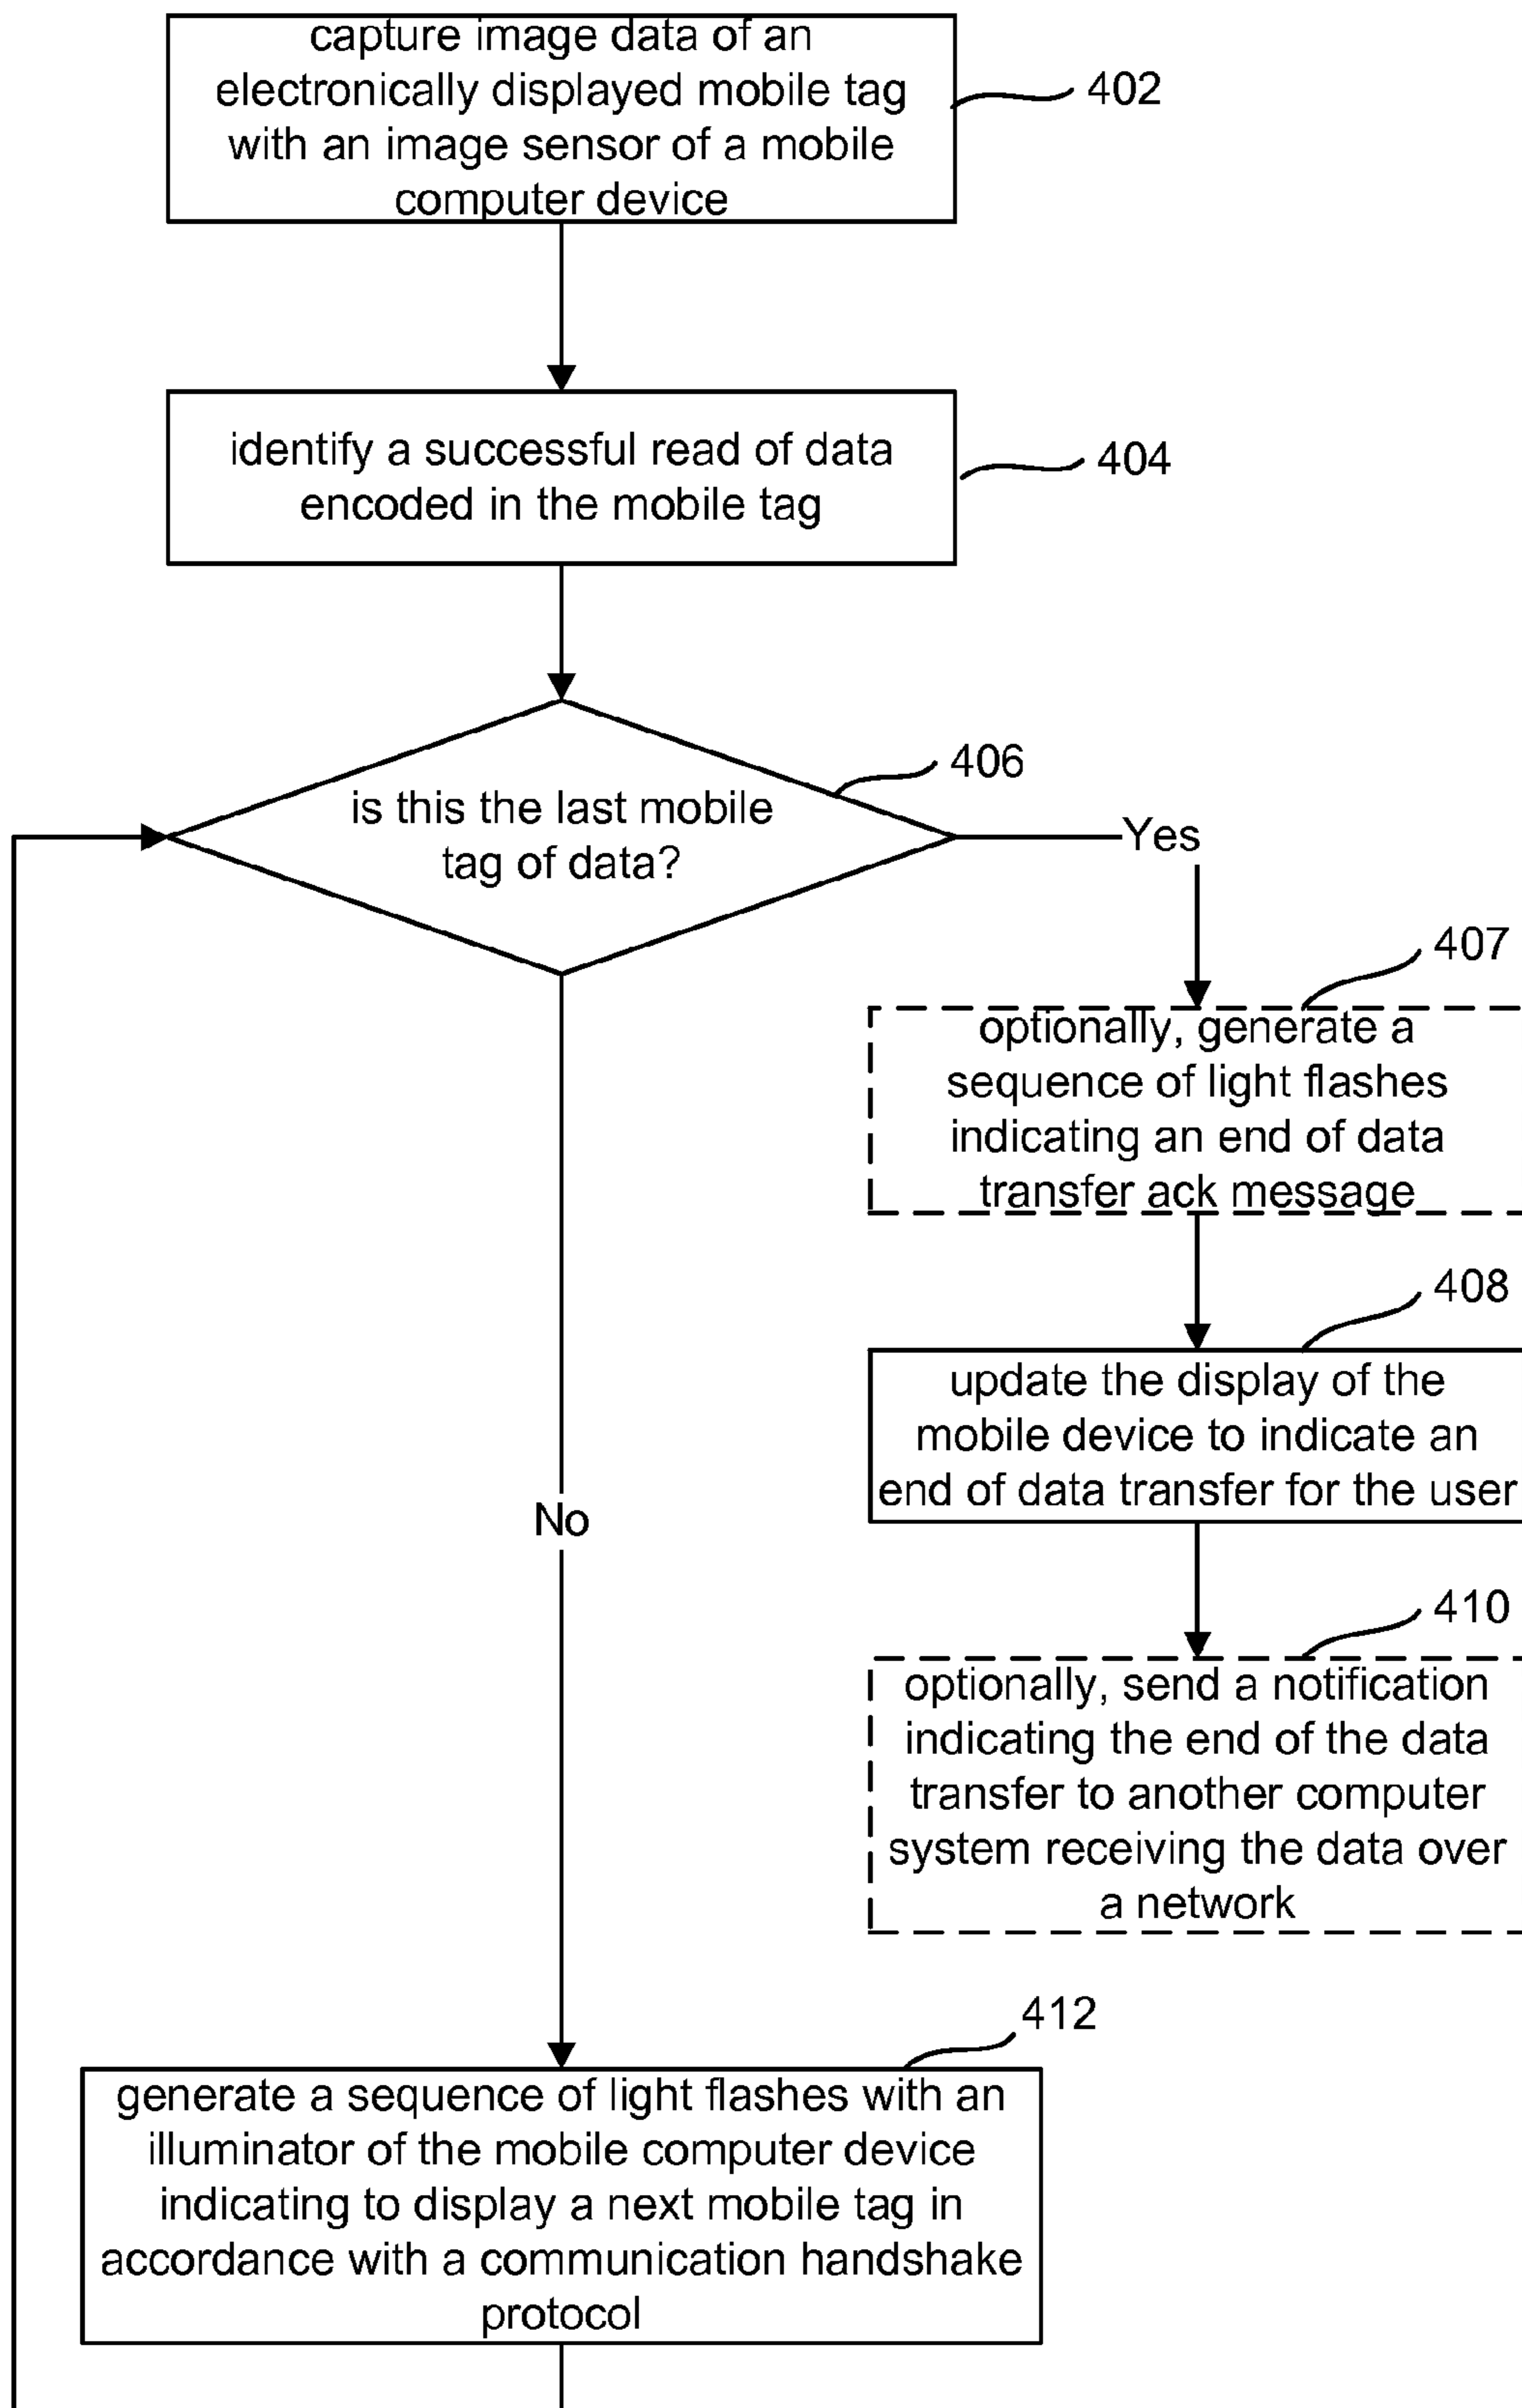 capture image data of an
electronically displayed mobile tag
with an image sensor of a mobile
computer device
402
identify a successful read of data
encoded in the mobile tag
404
406
is this the last mobile
tag of data?
Yes
407
optionally, generate a
sequence of light flashes
indicating an end of data
transfer ack message
408
update the display of the
mobile device to indicate an
end of data transfer for the user
No
410
optionally, send a notification
indicating the end of the data
transfer to another computer
system receiving the data over
a network
412
generate a sequence of light flashes with an
illuminator of the mobile computer device
indicating to display a next mobile tag in
accordance with a communication handshake
protocol